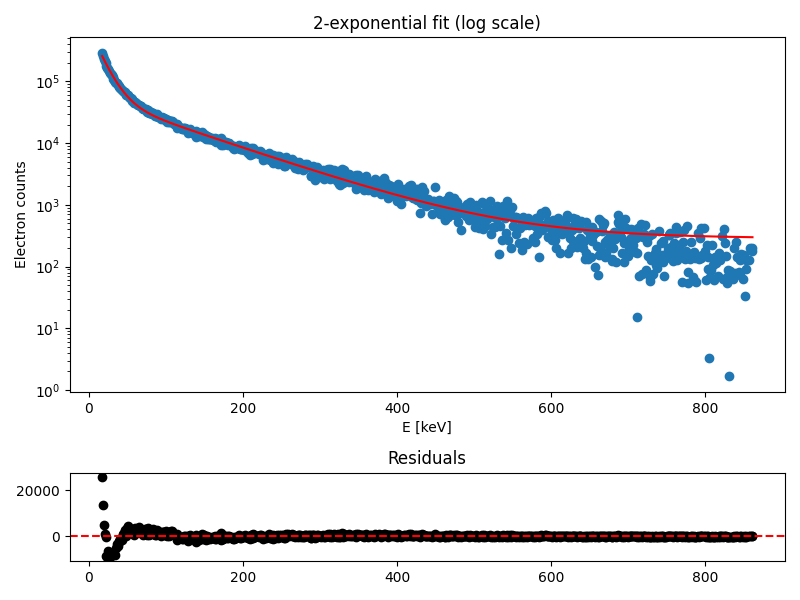 2-exponential fit (log scale)
Electron counts
10^5
10^4
10^3
10^2
10^1
10^0
0 200 400 600 800
E [keV]
Residuals
20000
0
0 200 400 600 800